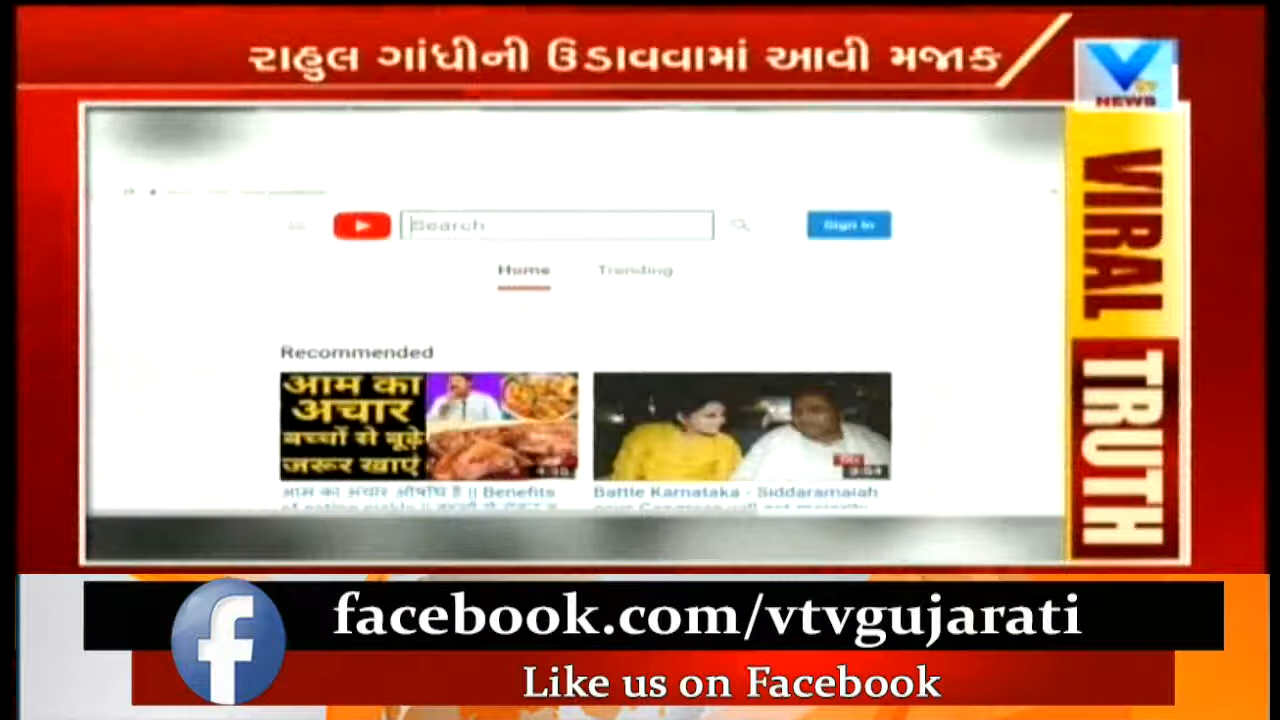 રાહુલ ગાંધીની ઉડાવવામાં આવી મજાક
NEWS
VIRAL
TRUTH
Search
Sign In
Home
Trending
Recommended
आम का
अचार
बच्चों से बूढ़े
जरूर खाएं
आम का अचार औषधि है || Benefits
Battle Karnataka - Siddaramaiah
facebook.com/vtvgujarati
Like us on Facebook